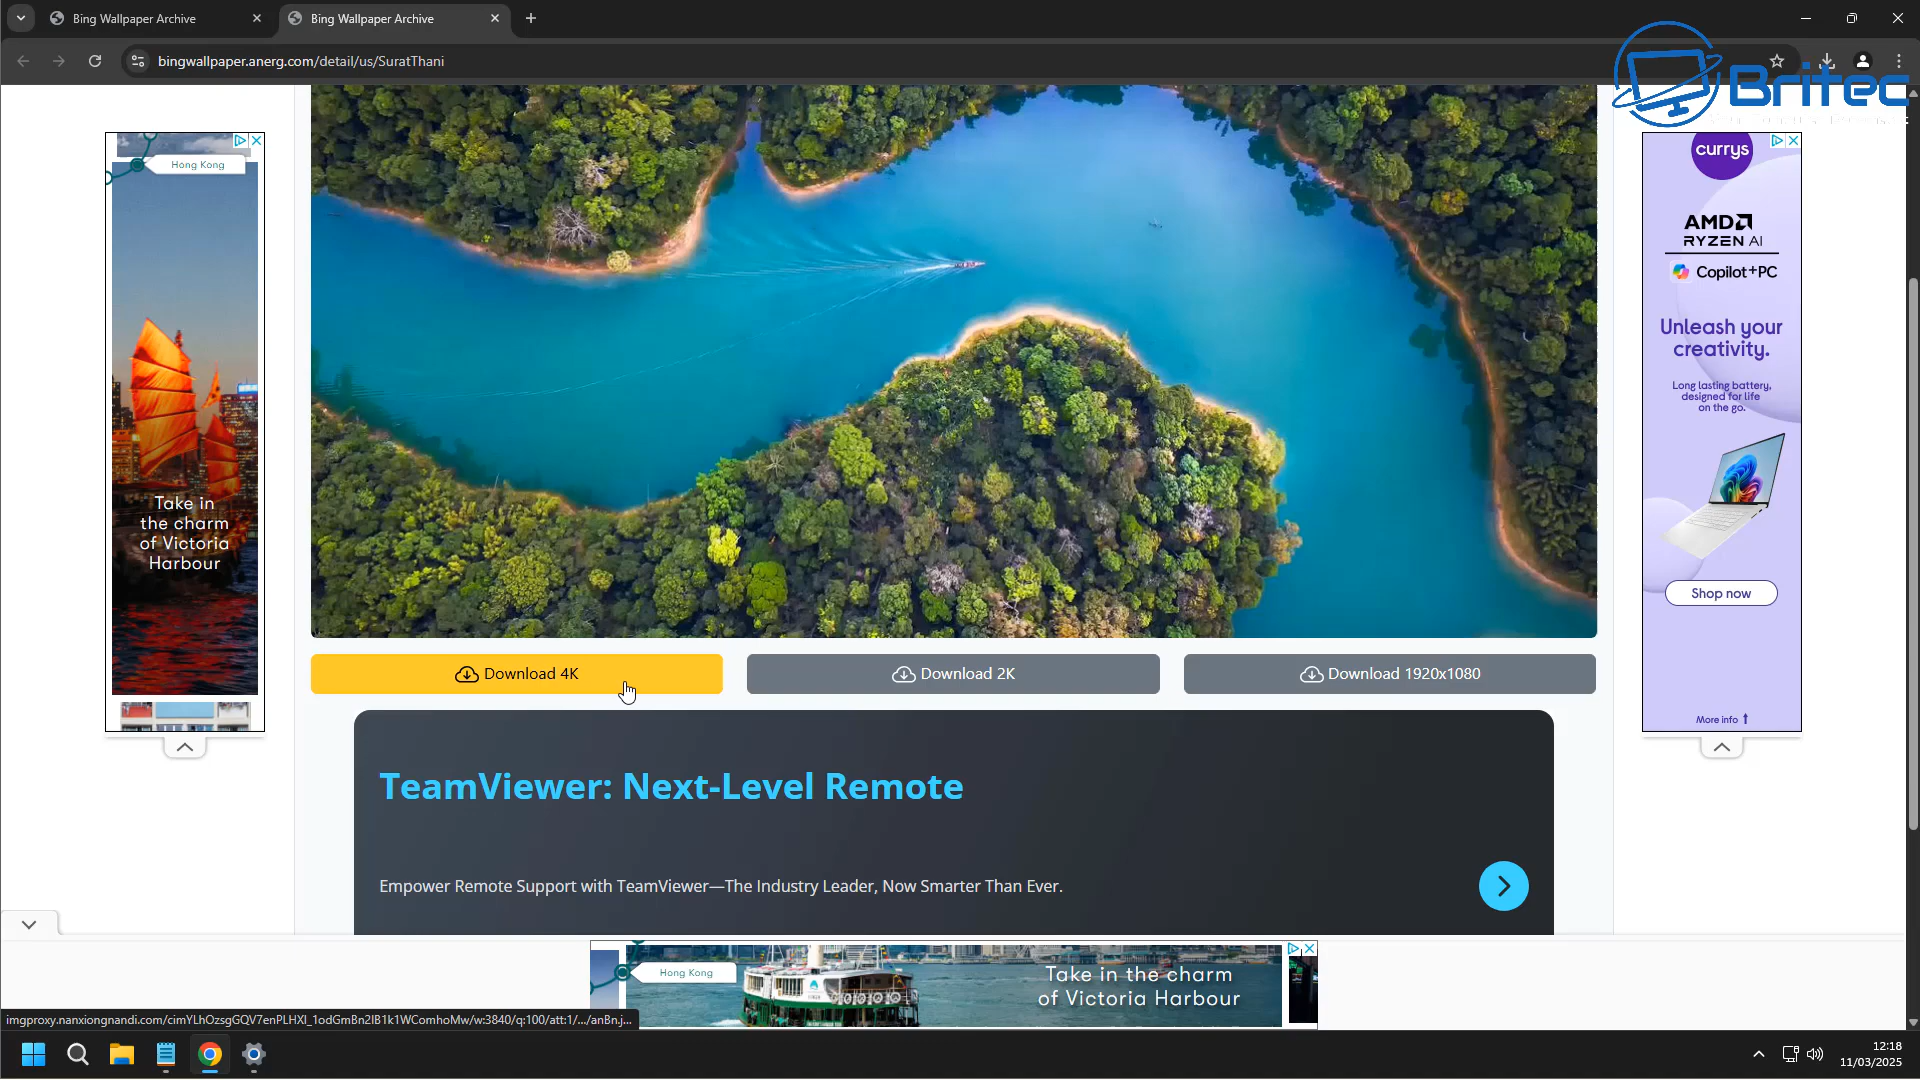 Bing Wallpaper Archive
Bing Wallpaper Archive
bingwallpaper.anerg.com/detail/us/SuratThani
Britec
Hong Kong
Take in
the charm
of Victoria
Harbour
currys
AMD
RYZEN AI
Copilot+PC
Unleash your
creativity.
Long lasting battery,
designed for life
on the go.
Shop now
More info
Download 4K
Download 2K
Download 1920x1080
TeamViewer: Next-Level Remote
Empower Remote Support with TeamViewer—The Industry Leader, Now Smarter Than Ever.
Hong Kong
Take in the charm
of Victoria Harbour
imgproxy.nanxiongnandi.com/cimYLhOzsgGQV7enPLHXl_1odGmBn2IB1k1WComhoMw/w:3840/q:100/att:1/.../anBn.j...
12:18
11/03/2025